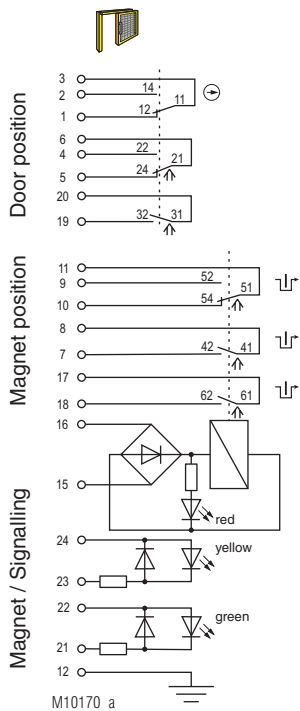 Door position
3
2 14
11
1 12
6
4 22
21
5 24
20
19 32 31
Magnet position
11
9 52
51
10 54
8
7 42 41
17
18 62 61
Magnet / Signalling
16
15
red
24
yellow
23
22
green
21
12
M10170_a